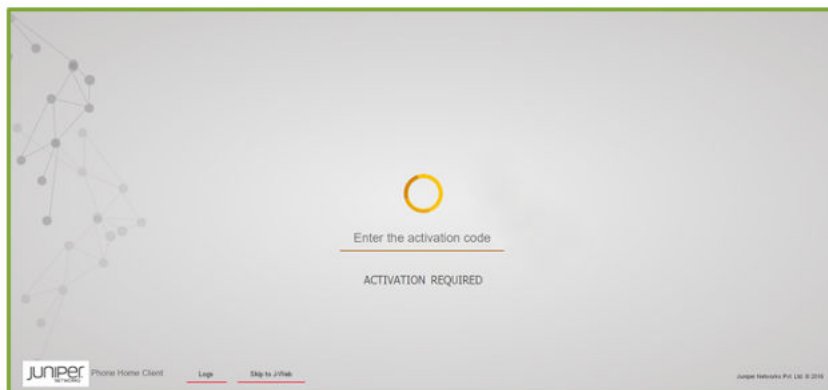 Enter the activation code
ACTIVATION REQUIRED
JUNIPER
NETWORKS
Phone Home Client
Logs
Skip to J-Web
Juniper Networks Pvt. Ltd. © 2016